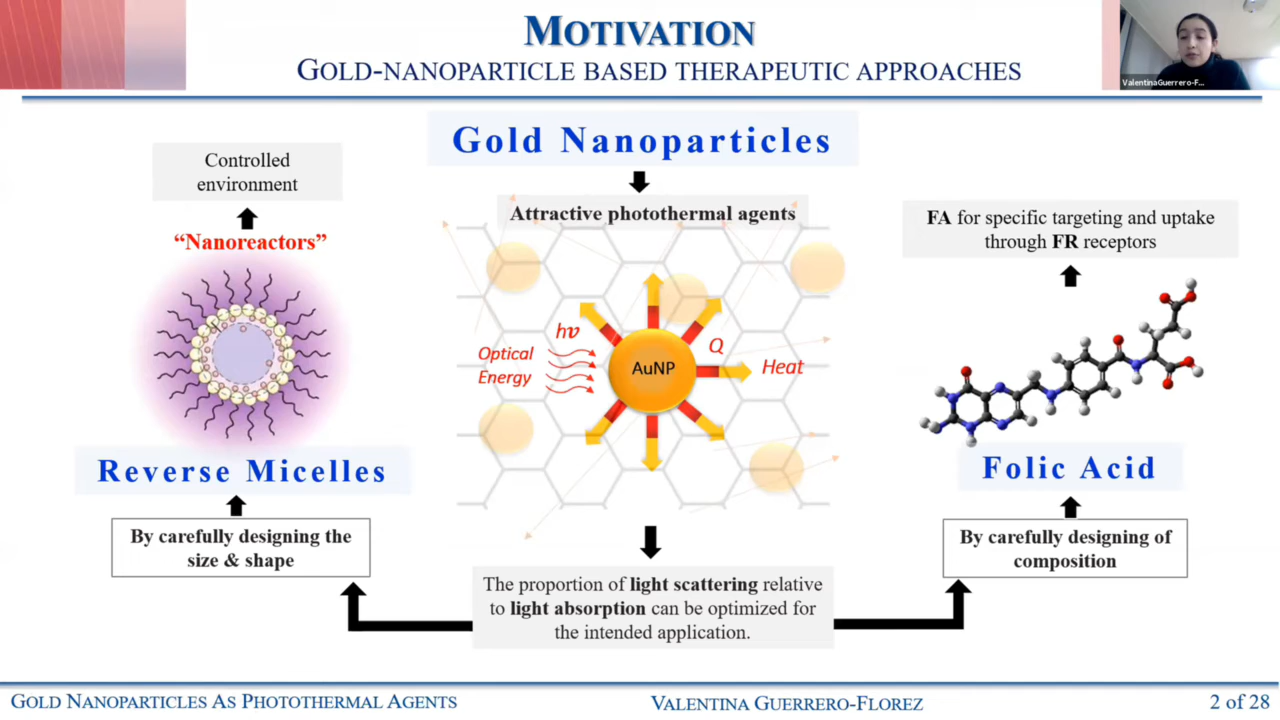 MOTIVATION
GOLD-NANOPARTICLE BASED THERAPEUTIC APPROACHES
ValentinaGuerrero-F...
Gold Nanoparticles
Attractive photothermal agents
Controlled
environment
“Nanoreactors”
Reverse Micelles
By carefully designing the
size & shape
hν
Optical
Energy
AuNP
Q
Heat
The proportion of light scattering relative
to light absorption can be optimized for
the intended application.
FA for specific targeting and uptake
through FR receptors
Folic Acid
By carefully designing of
composition
GOLD NANOPARTICLES AS PHOTOTHERMAL AGENTS
VALENTINA GUERRERO-FLOREZ
2 of 28